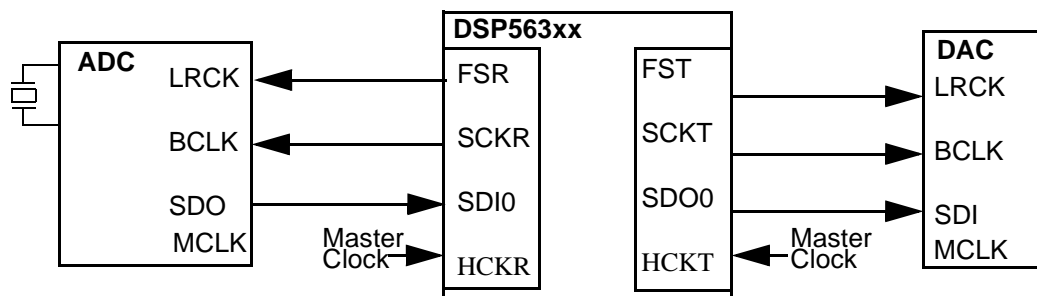 DSP563xx
ADC
LRCK
BCLK
SDO
MCLK
FSR
SCKR
SDI0
HCKR
Master
Clock
FST
SCKT
SDO0
HCKT
Master
Clock
DAC
LRCK
BCLK
SDI
MCLK